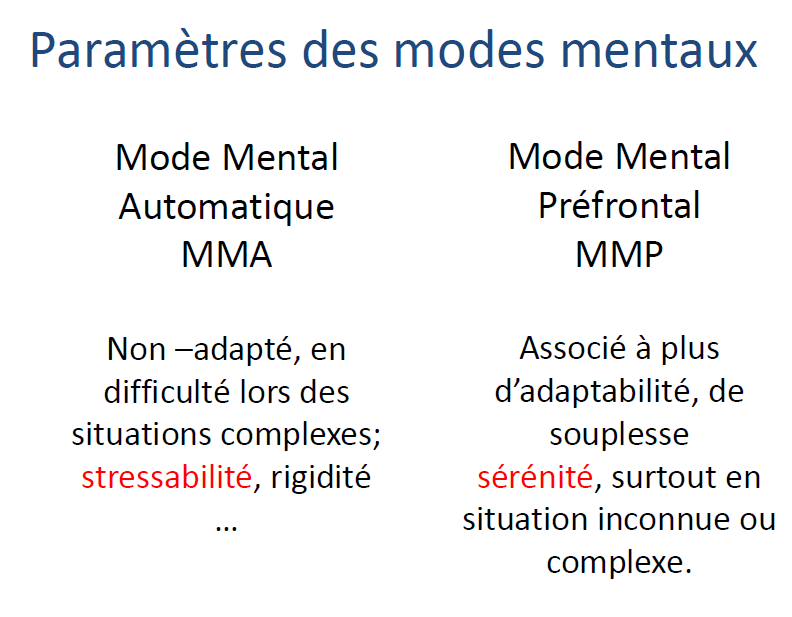 Paramètres des modes mentaux
Mode Mental
Automatique
MMA
Non –adapté, en
difficulté lors des
situations complexes;
stressabilité, rigidité
…
Mode Mental
Préfrontal
MMP
Associé à plus
d’adaptabilité, de
souplesse
sérénité, surtout en
situation inconnue ou
complexe.